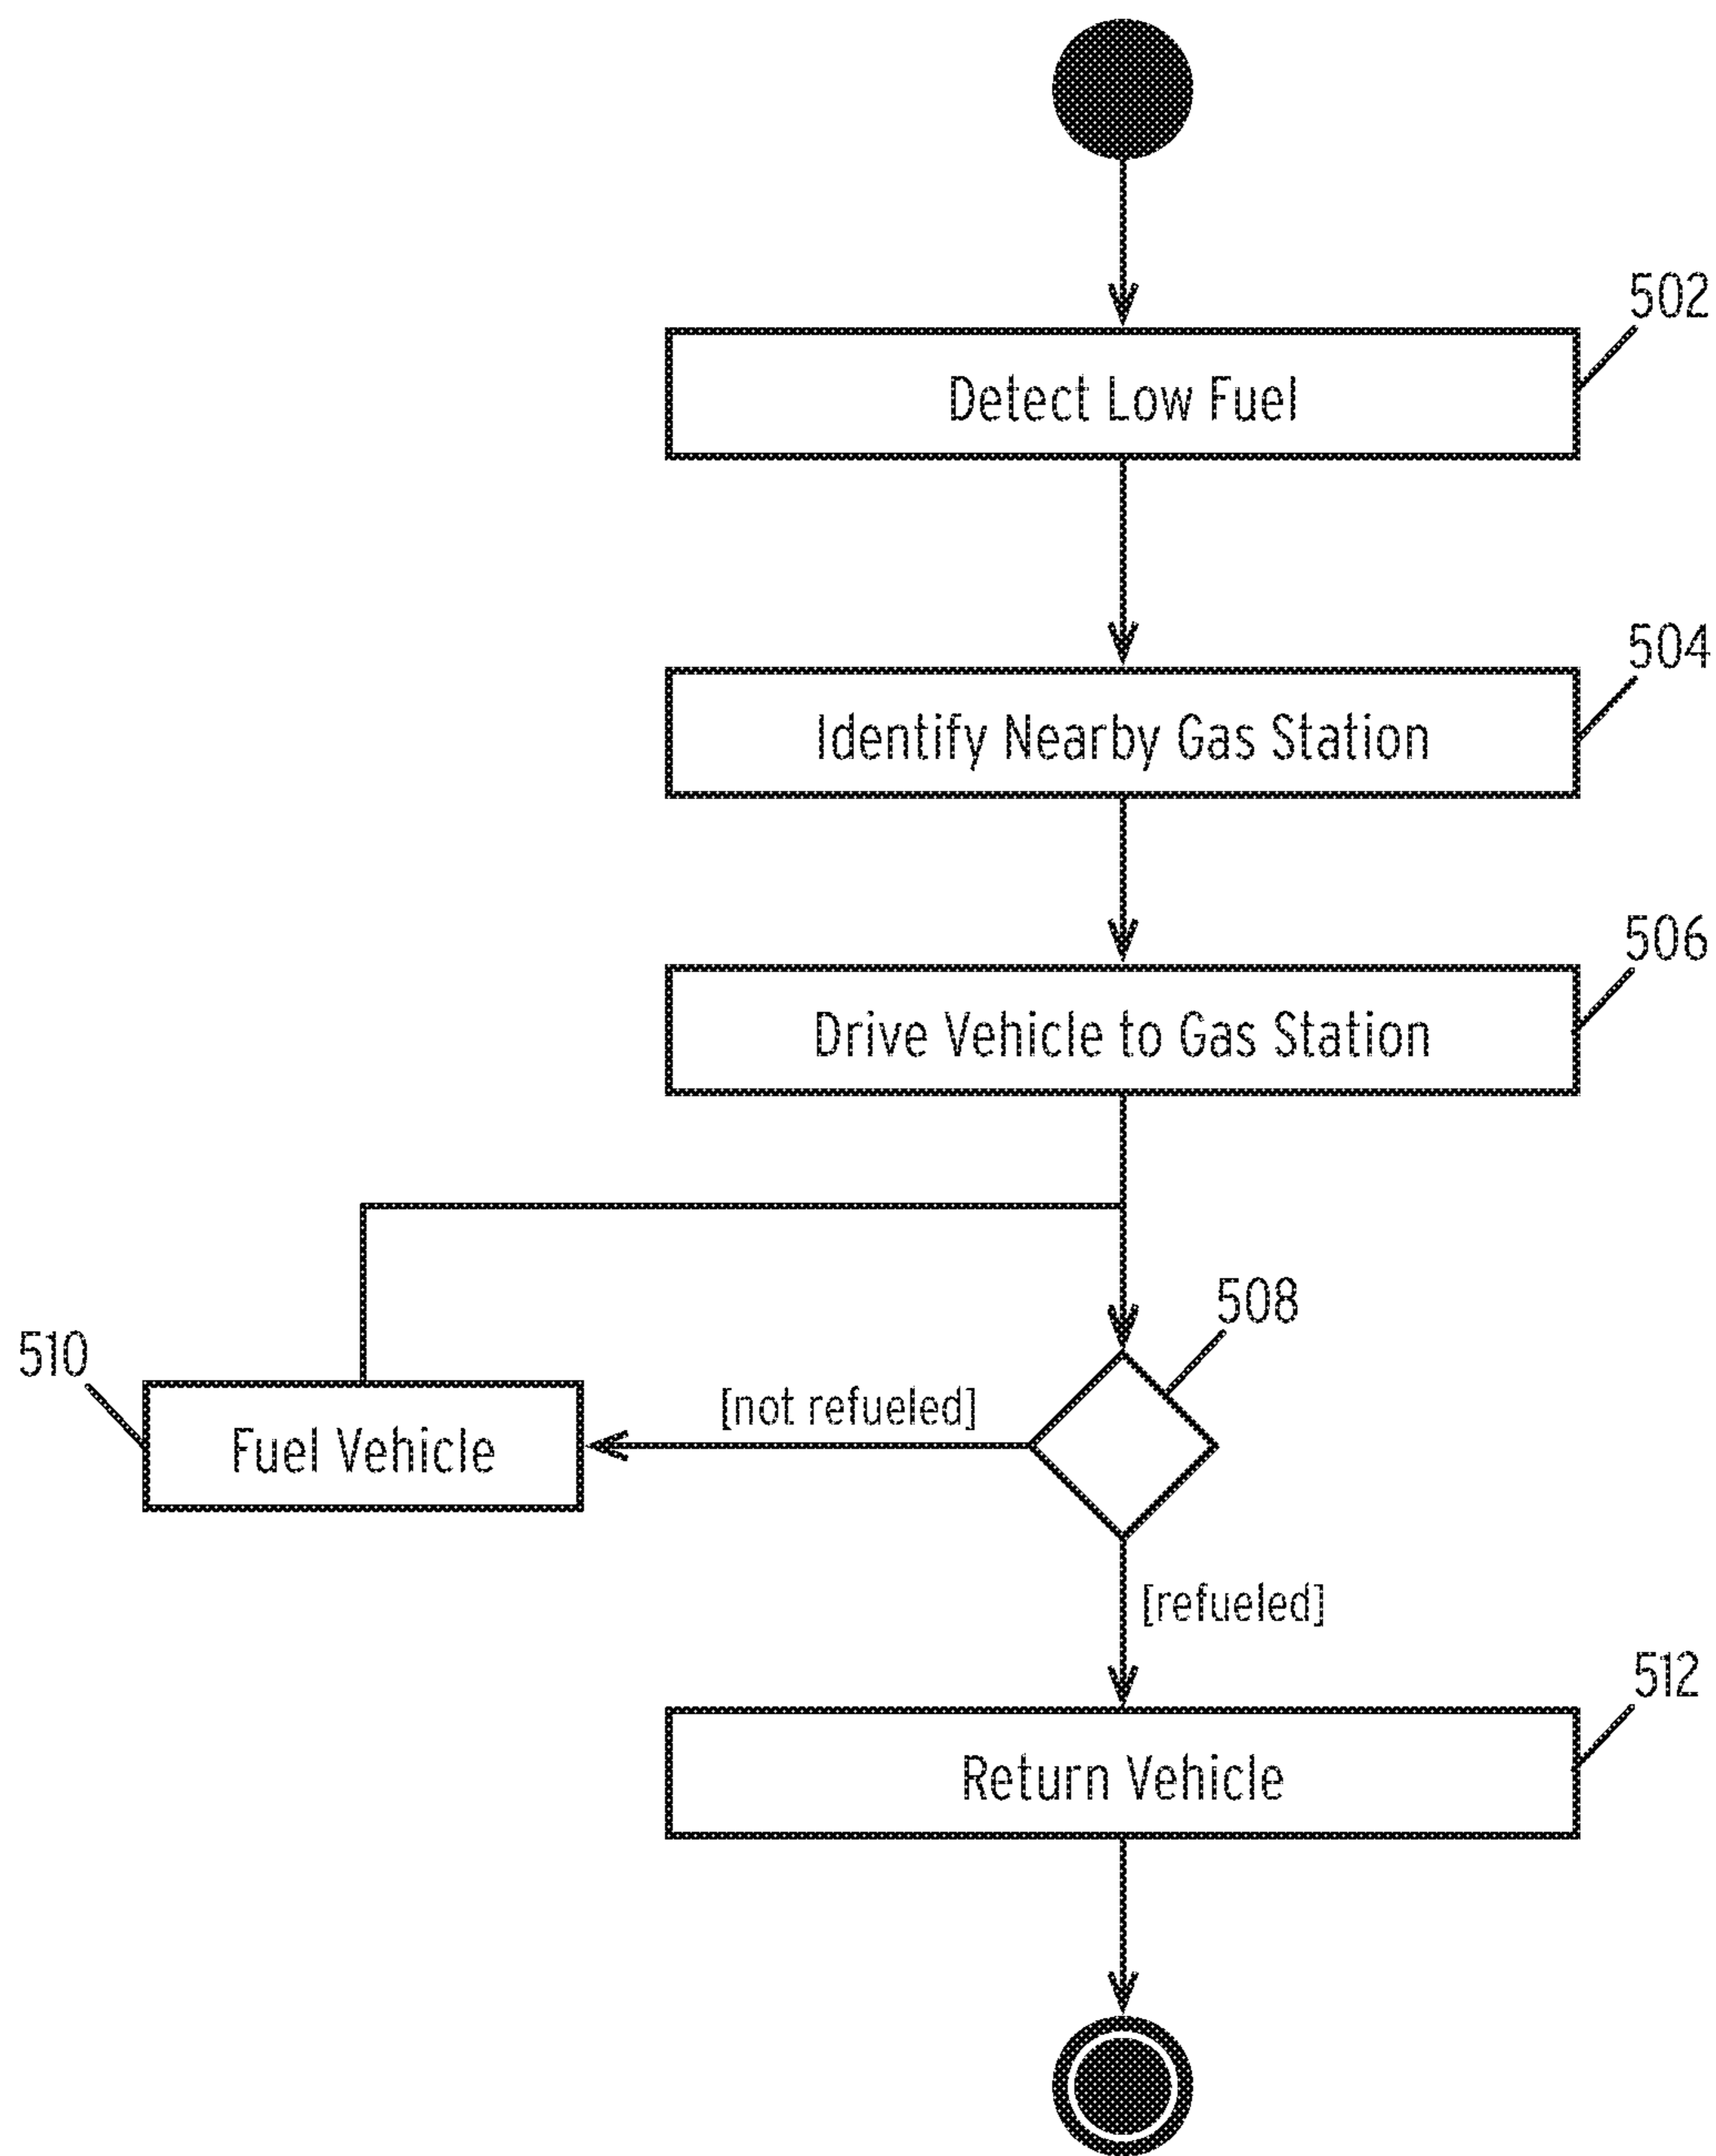 502
Detect Low Fuel
504
Identify Nearby Gas Station
506
Drive Vehicle to Gas Station
508
510
[not refueled]
Fuel Vehicle
[refueled]
512
Return Vehicle